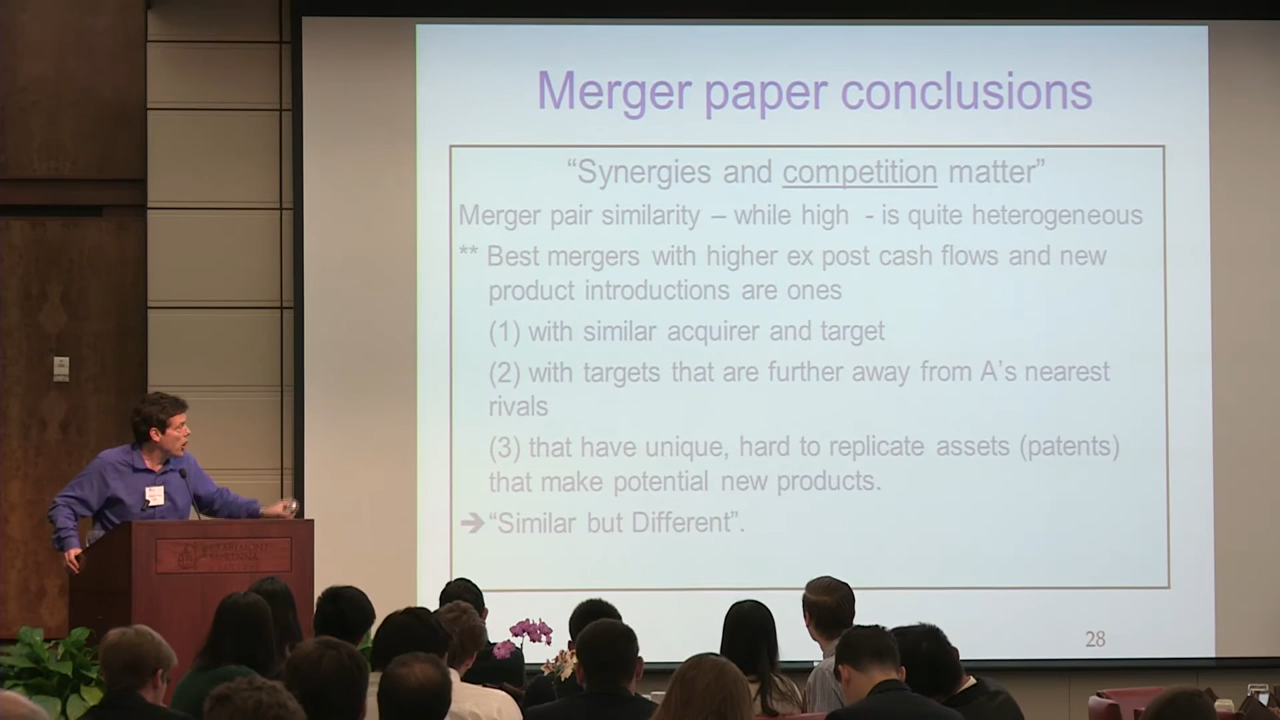 Merger paper conclusions
“Synergies and competition matter”
Merger pair similarity – while high - is quite heterogeneous
** Best mergers with higher ex post cash flows and new
product introductions are ones
(1) with similar acquirer and target
(2) with targets that are further away from A’s nearest
rivals
(3) that have unique, hard to replicate assets (patents)
that make potential new products.
➔ “Similar but Different”.
28